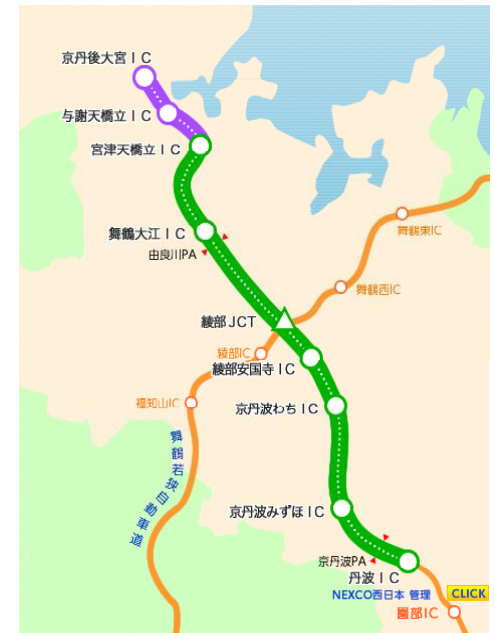 京丹後大宮IC
与謝天橋立IC
宮津天橋立IC
舞鶴大江IC
由良川PA
舞鶴東IC
舞鶴西IC
綾部JCT
綾部IC
綾部安国寺IC
福知山IC
京丹波わちIC
舞鶴若狭自動車道
京丹波みずほIC
京丹波PA
丹波IC
NEXCO西日本 管理
CLICK
園部IC